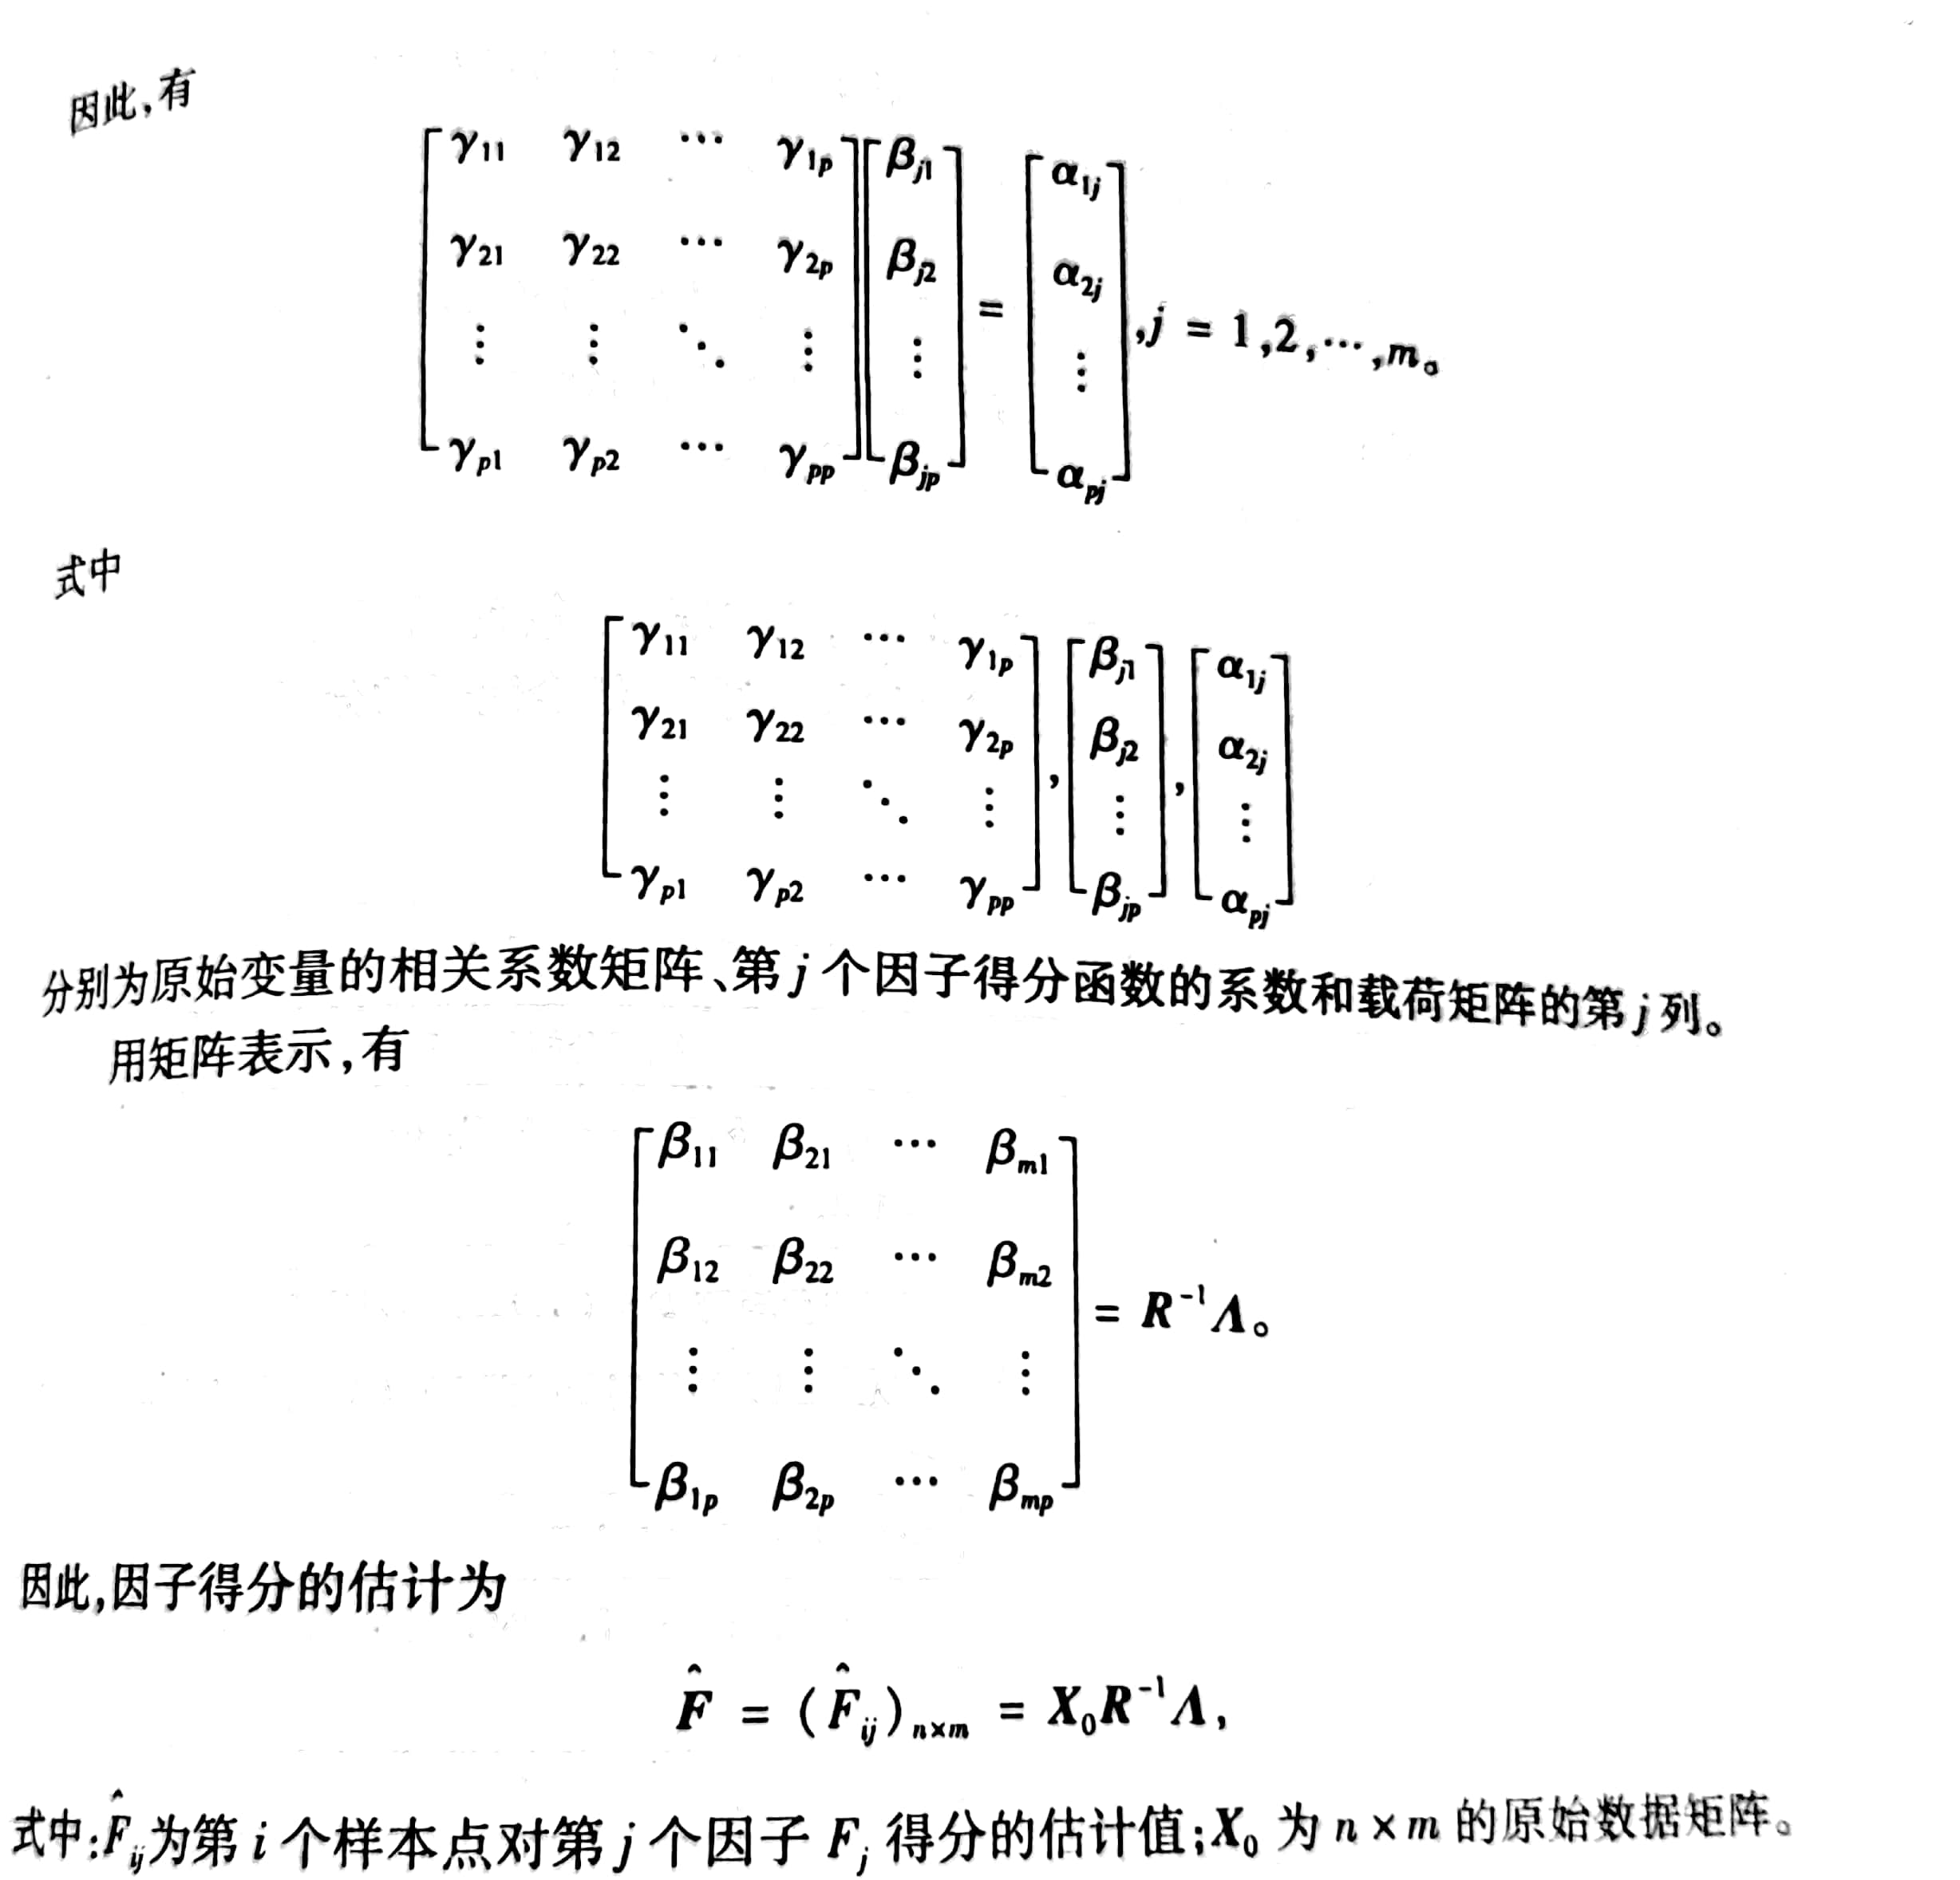 因此,有
$$\begin{bmatrix} \gamma_{11} & \gamma_{12} & \cdots & \gamma_{1p} \\ \gamma_{21} & \gamma_{22} & \cdots & \gamma_{2p} \\ \vdots & \vdots & \ddots & \vdots \\ \gamma_{p1} & \gamma_{p2} & \cdots & \gamma_{pp} \end{bmatrix} \begin{bmatrix} \beta_{j1} \\ \beta_{j2} \\ \vdots \\ \beta_{jp} \end{bmatrix} = \begin{bmatrix} \alpha_{1j} \\ \alpha_{2j} \\ \vdots \\ \alpha_{pj} \end{bmatrix}, j = 1,2,\cdots,m。$$
式中
$$\begin{bmatrix} \gamma_{11} & \gamma_{12} & \cdots & \gamma_{1p} \\ \gamma_{21} & \gamma_{22} & \cdots & \gamma_{2p} \\ \vdots & \vdots & \ddots & \vdots \\ \gamma_{p1} & \gamma_{p2} & \cdots & \gamma_{pp} \end{bmatrix}, \begin{bmatrix} \beta_{j1} \\ \beta_{j2} \\ \vdots \\ \beta_{jp} \end{bmatrix}, \begin{bmatrix} \alpha_{1j} \\ \alpha_{2j} \\ \vdots \\ \alpha_{pj} \end{bmatrix}$$
分别为原始变量的相关系数矩阵、第 j 个因子得分函数的系数和载荷矩阵的第 j 列。
用矩阵表示,有
$$\begin{bmatrix} \beta_{11} & \beta_{21} & \cdots & \beta_{m1} \\ \beta_{12} & \beta_{22} & \cdots & \beta_{m2} \\ \vdots & \vdots & \ddots & \vdots \\ \beta_{1p} & \beta_{2p} & \cdots & \beta_{mp} \end{bmatrix} = R^{-1}\Lambda。$$
因此,因子得分的估计为
$$\hat{F} = (\hat{F}_{ij})_{n \times m} = X_0 R^{-1} \Lambda,$$
式中:$\hat{F}_{ij}$为第 i 个样本点对第 j 个因子 $F_j$ 得分的估计值;$X_0$ 为 n × m 的原始数据矩阵。